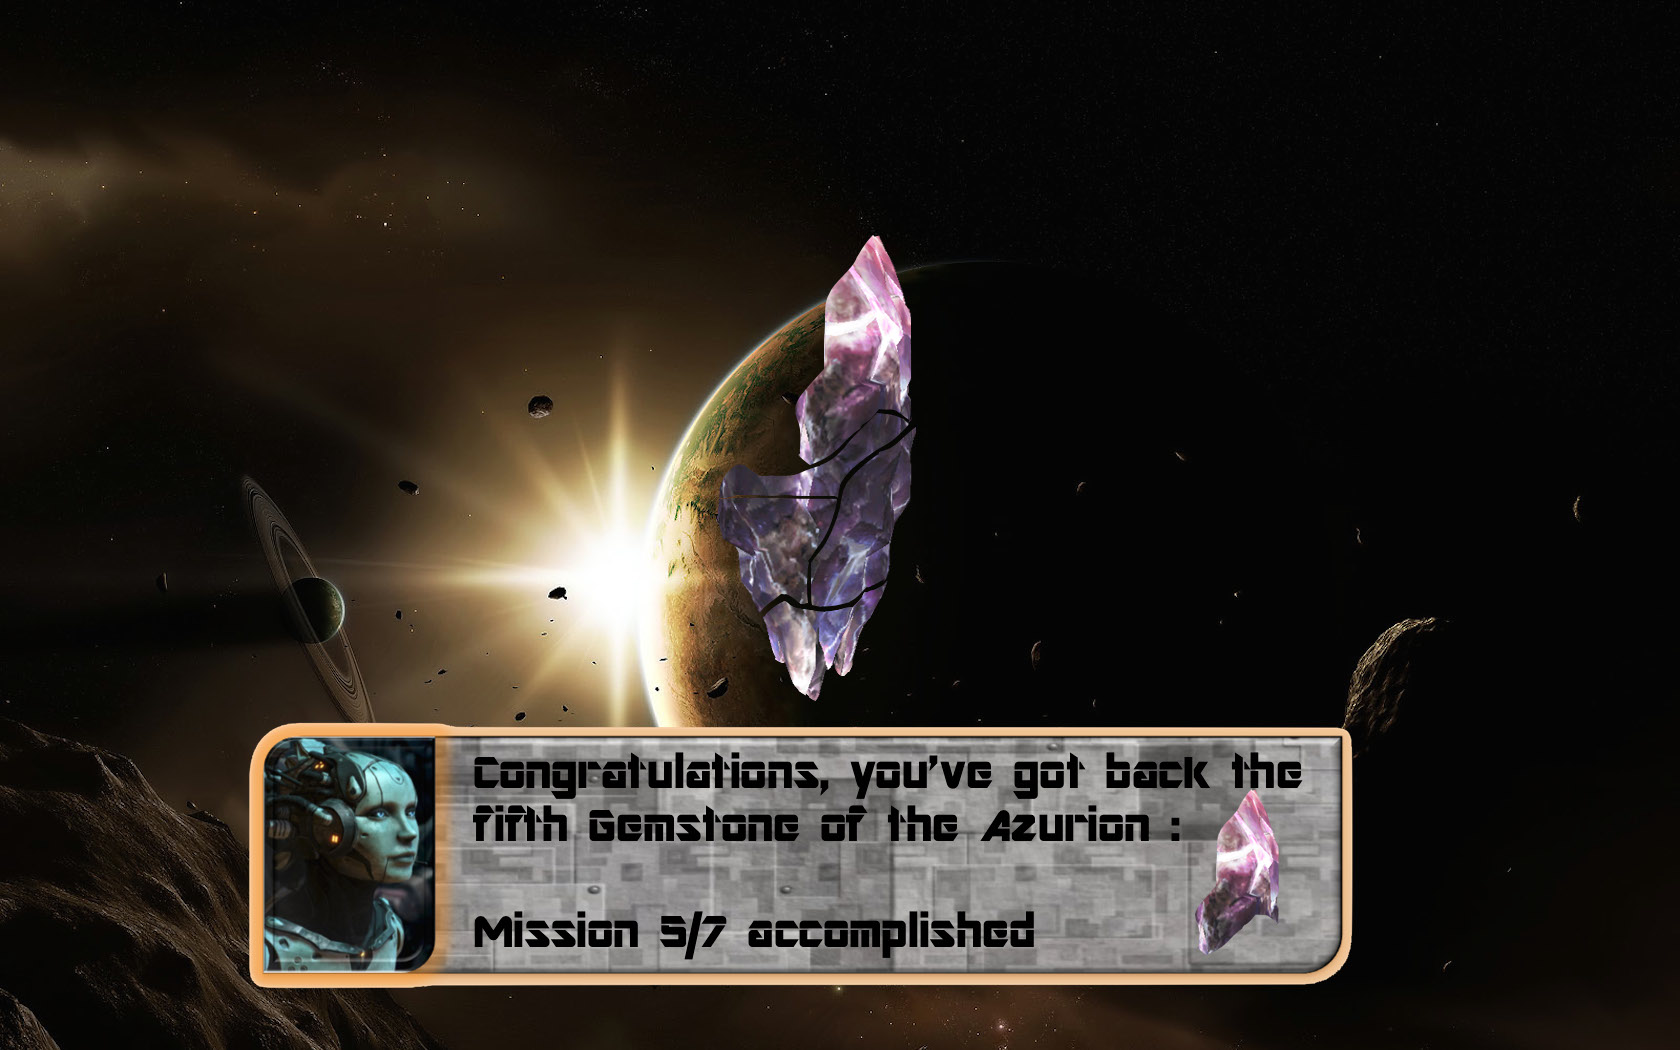 Congratulations, you've got back the
fifth Gemstone of the Azurion :
Mission 5/7 accomplished